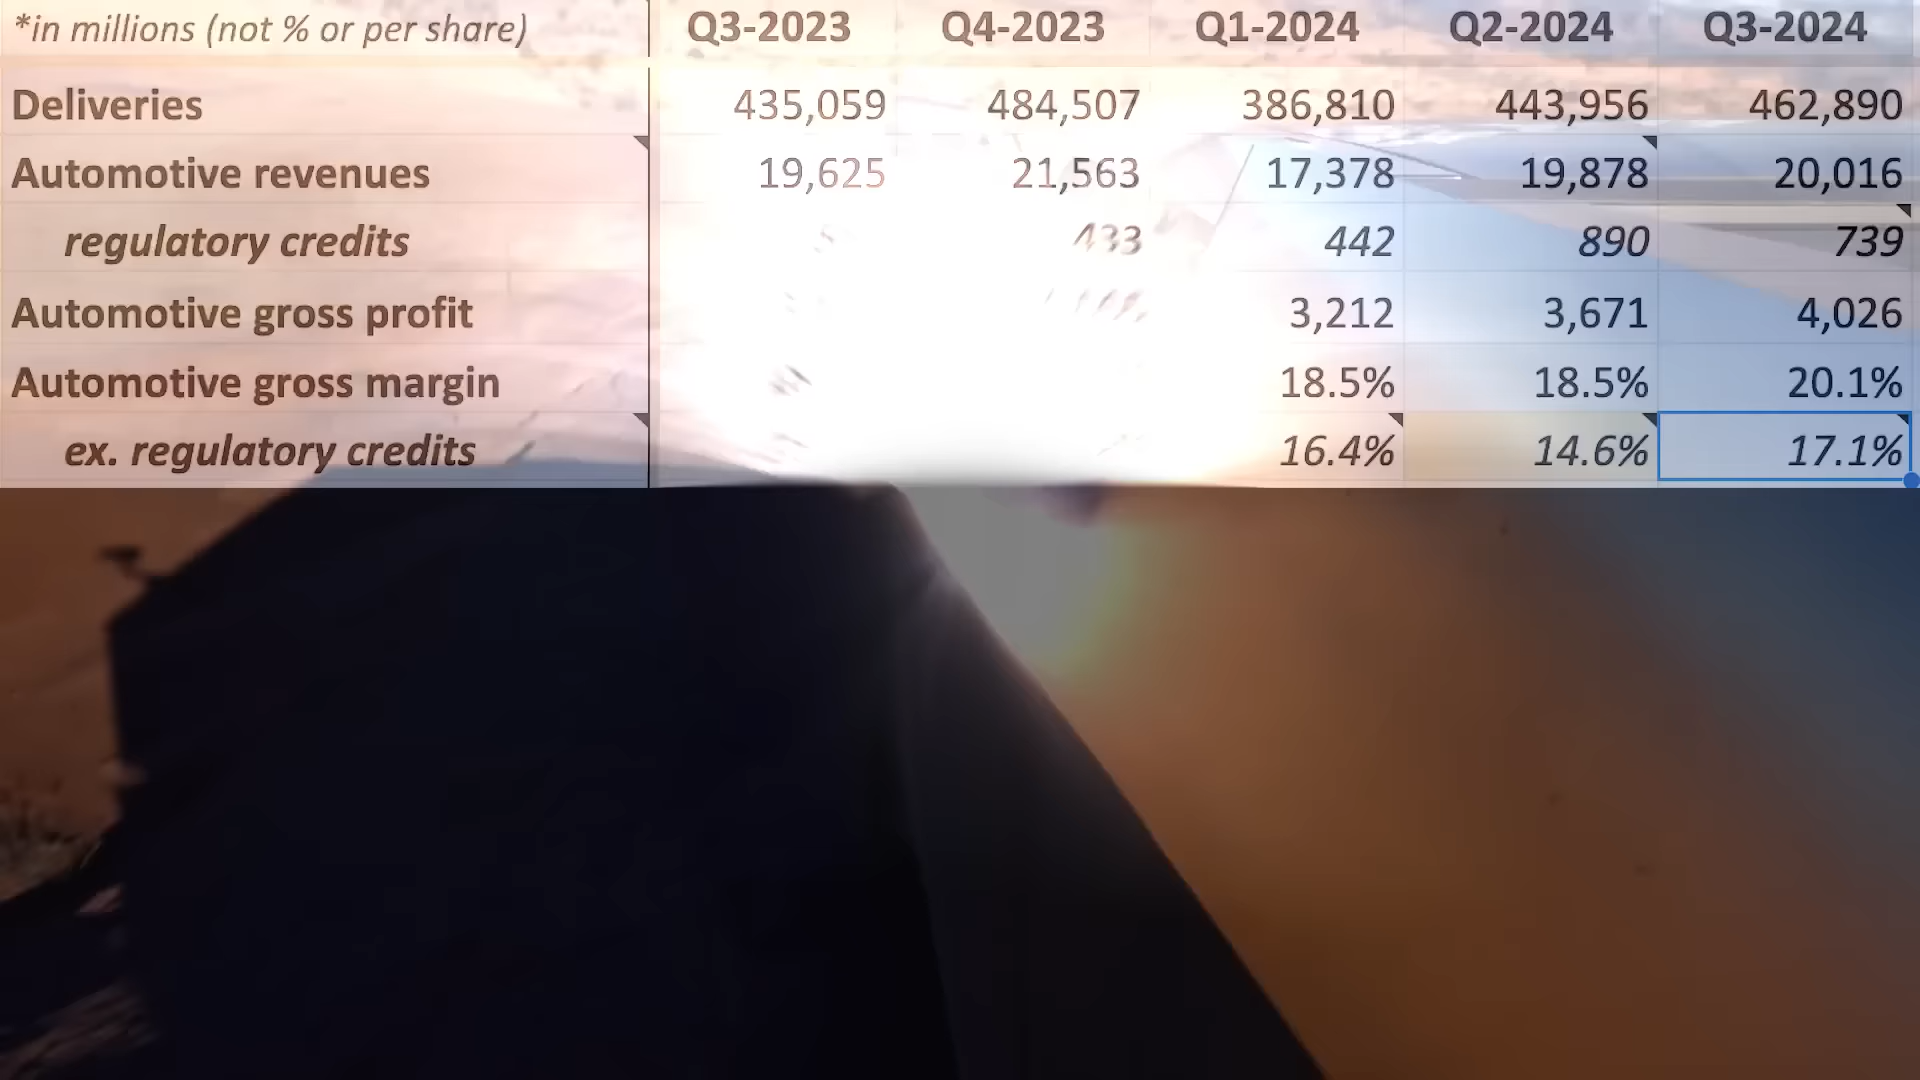 *in millions (not % or per share) Q3-2023 Q4-2023 Q1-2024 Q2-2024 Q3-2024
Deliveries 435,059 484,507 386,810 443,956 462,890
Automotive revenues 19,625 21,563 17,378 19,878 20,016
regulatory credits 433 442 890 739
Automotive gross profit 3,212 3,671 4,026
Automotive gross margin 18.5% 18.5% 20.1%
ex. regulatory credits 16.4% 14.6% 17.1%